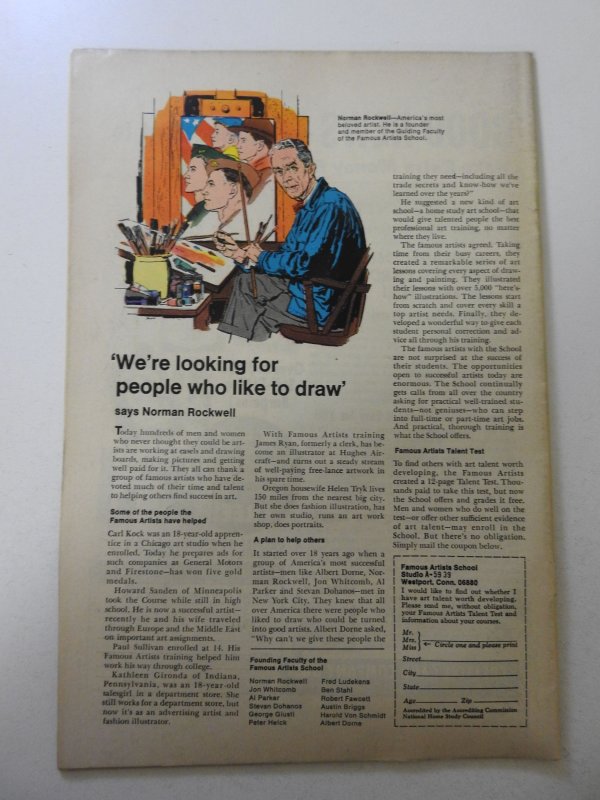 Norman Rockwell—America's most
beloved artist. He is a founder
and member of the Guiding Faculty
of the Famous Artists School.
'We're looking for
people who like to draw'
says Norman Rockwell
Today hundreds of men and women
who never thought they could be art-
ists are working at easels and drawing
boards, making pictures and getting
well paid for it. They all can thank a
group of famous artists who have de-
voted much of their time and talent
to helping others find success in art.
Some of the people the
Famous Artists have helped
Carl Kock was an 18-year-old appren-
tice in a Chicago art studio when he
enrolled. Today he prepares ads for
such companies as General Motors
and Firestone—has won five gold
medals.
Howard Sanden of Minneapolis
took the Course while still in high
school. He is now a successful artist—
recently he and his wife traveled
through Europe and the Middle East
on important art assignments.
Paul Sullivan enrolled at 14. His
Famous Artists training helped him
work his way through college.
Kathleen Gironda of Indiana,
Pennsylvania, was an 18-year-old
salesgirl in a department store. She
still works for a department store, but
now it's as an advertising artist and
fashion illustrator.
With Famous Artists training
James Ryan, formerly a clerk, has be-
come an illustrator at Hughes Air-
craft—and turns out a steady stream
of well-paying free-lance artwork in
his spare time.
Oregon housewife Helen Tryk lives
150 miles from the nearest big city.
But she does fashion illustration, has
her own studio, runs an art work
shop, does portraits.
A plan to help others
It started over 18 years ago when a
group of America's most successful
artists—men like Albert Dorne, Nor-
man Rockwell, Jon Whitcomb, Al
Parker and Stevan Dohanos—met in
New York City. They knew that all
over America there were people who
liked to draw who could be turned
into good artists. Albert Dorne asked,
"Why can't we give these people the
Founding Faculty of the
Famous Artists School
Norman Rockwell
Jon Whitcomb
Al Parker
Stevan Dohanos
George Giusti
Peter Helck
Fred Ludekens
Ben Stahl
Robert Fawcett
Austin Briggs
Harold Von Schmidt
Albert Dorne
training they need—including all the
trade secrets and know-how we've
learned over the years?"
He suggested a new kind of art
school—a home study art school—that
would give talented people the best
professional art training, no matter
where they live.
The famous artists agreed. Taking
time from their busy careers, they
created a remarkable series of art
lessons covering every aspect of draw-
ing and painting. They illustrated
their lessons with over 5,000 "here's-
how" illustrations. The lessons start
from scratch and cover every skill a
top artist needs. Finally, they de-
veloped a wonderful way to give each
student personal correction and ad-
vice all through his training.
The famous artists with the School
are not surprised at the success of
their students. The opportunities
open to successful artists today are
enormous. The School continually
gets calls from all over the country
asking for practical well-trained stu-
dents—not geniuses—who can step
into full-time or part-time art jobs.
And practical, thorough training is
what the School offers.
Famous Artists Talent Test
To find others with art talent worth
developing, the Famous Artists
created a 12-page Talent Test. Thou-
sands paid to take this test, but now
the School offers and grades it free.
Men and women who do well on the
test—or offer other sufficient evidence
of art talent—may enroll in the
School. But there's no obligation.
Simply mail the coupon below.
Famous Artists School
Studio A-59 39
Westport, Conn. 06880
I would like to find out whether I
have art talent worth developing.
Please send me, without obligation,
your Famous Artists Talent Test and
information about your courses.
Mr.
Mrs.
Miss
Circle one and please print
Street
City
State
Age Zip
Accredited by the Accrediting Commission
National Home Study Council